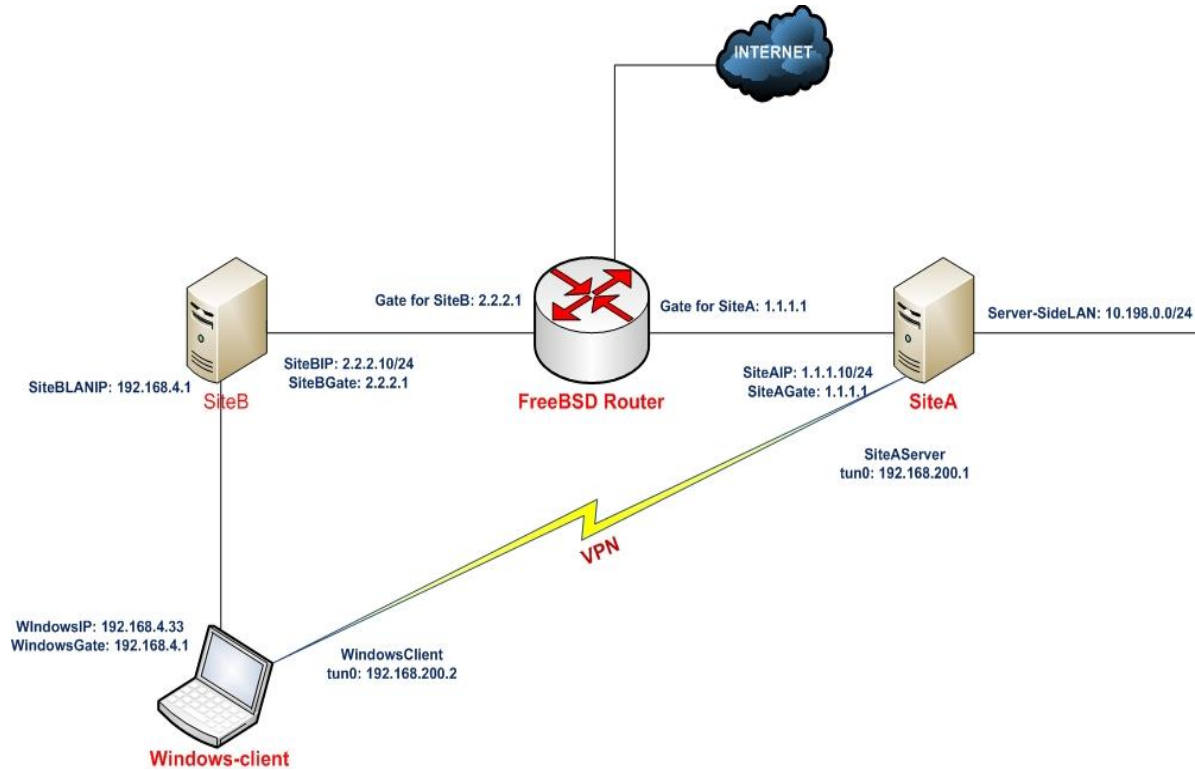 INTERNET
Gate for SiteB: 2.2.2.1
Gate for SiteA: 1.1.1.1
Server-SideLAN: 10.198.0.0/24
SiteBIP: 2.2.2.10/24
SiteBGate: 2.2.2.1
SiteBLANIP: 192.168.4.1
SiteB
FreeBSD Router
SiteAIP: 1.1.1.10/24
SiteAGate: 1.1.1.1
SiteA
SiteAServer
tun0: 192.168.200.1
VPN
WIndowsIP: 192.168.4.33
WindowsGate: 192.168.4.1
WindowsClient
tun0: 192.168.200.2
Windows-client